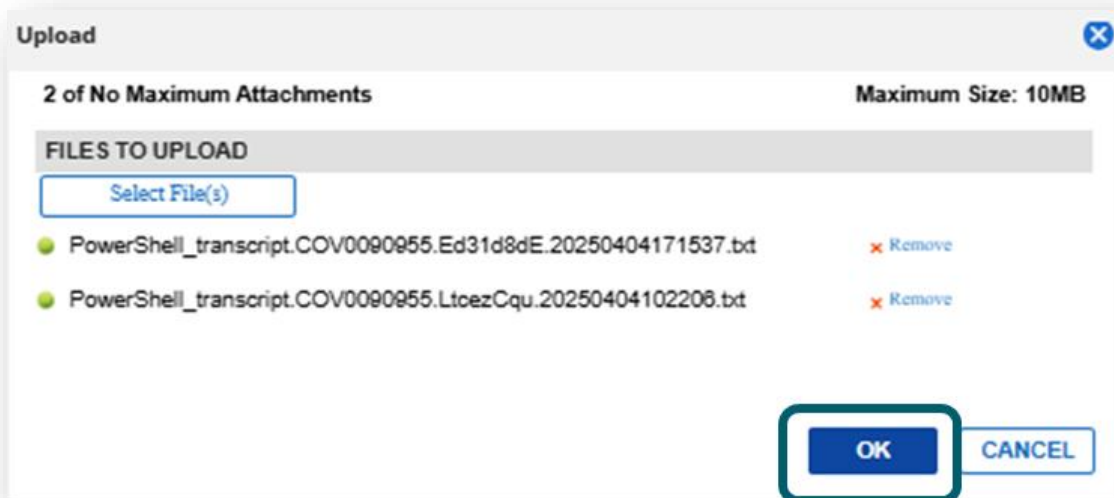 Upload
2 of No Maximum Attachments Maximum Size: 10MB
FILES TO UPLOAD
Select File(s)
PowerShell_transcript.COV0090955.Ed31d8dE.20250404171537.txt Remove
PowerShell_transcript.COV0090955.LtcezCqu.20250404102206.txt Remove
OK CANCEL